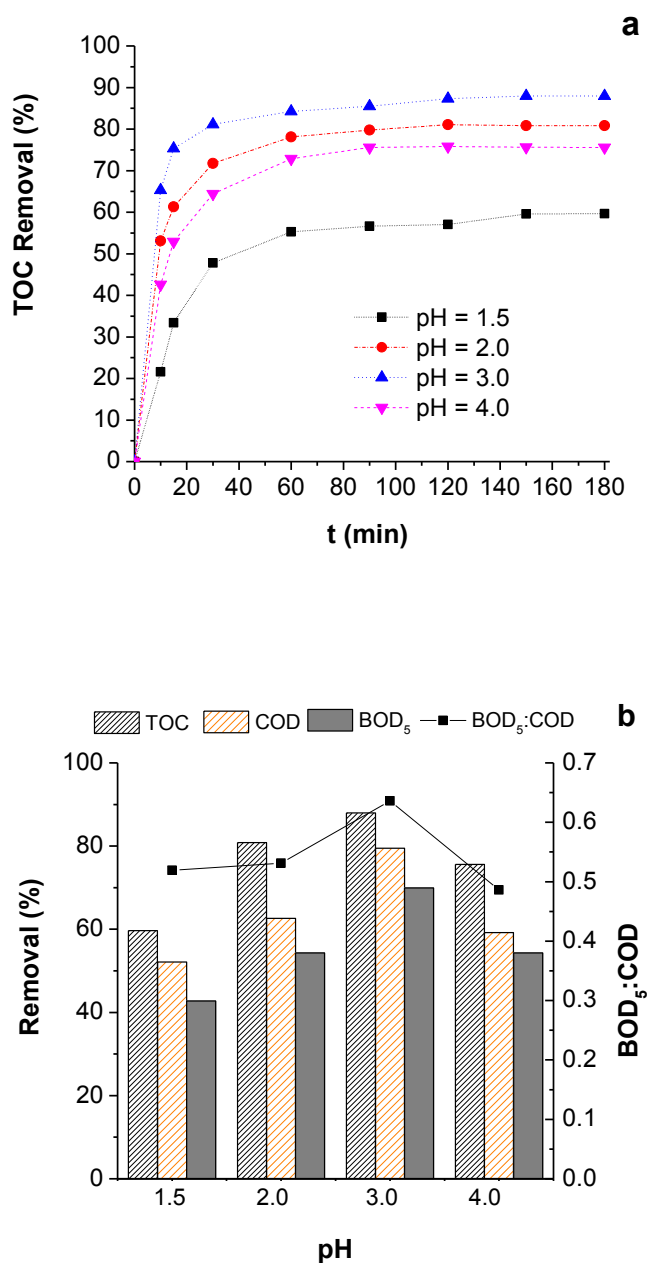 a
100
90
80
70
60
50
40
30
20
10
0
TOC Removal (%)
pH = 1.5
pH = 2.0
pH = 3.0
pH = 4.0
0 20 40 60 80 100 120 140 160 180
t (min)
b
TOC COD BOD₅ BOD₅:COD
100
80
60
40
20
0
Removal (%)
0.7
0.6
0.5
0.4
0.3
0.2
0.1
0.0
BOD₅:COD
1.5 2.0 3.0 4.0
pH